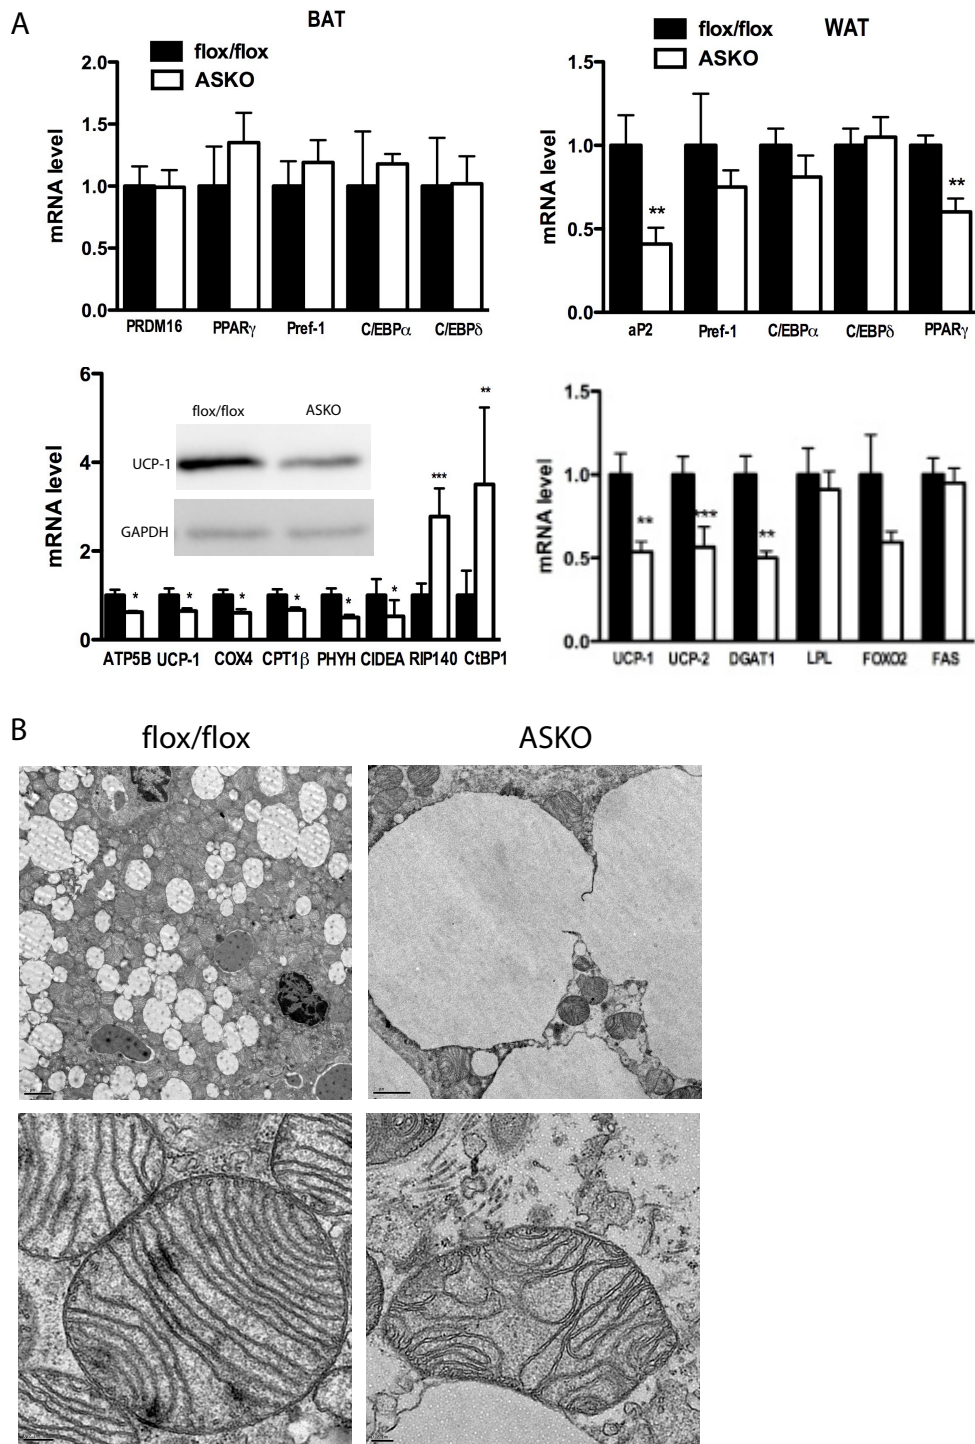 A
BAT
flox/flox
ASKO
mRNA level
2.0
1.5
1.0
0.5
0.0
PRDM16 PPARγ Pref-1 C/EBPα C/EBPδ
WAT
flox/flox
ASKO
mRNA level
1.5
1.0
0.5
0.0
**
**
aP2 Pref-1 C/EBPα C/EBPδ PPARγ
mRNA level
6
4
2
0
flox/flox ASKO
UCP-1
GAPDH
* * * * * * *** **
ATP5B UCP-1 COX4 CPT1β PHYH CIDEA RIP140 CtBP1
mRNA level
1.5
1.0
0.5
0.0
** *** **
UCP-1 UCP-2 DGAT1 LPL FOXO2 FAS
B
flox/flox ASKO